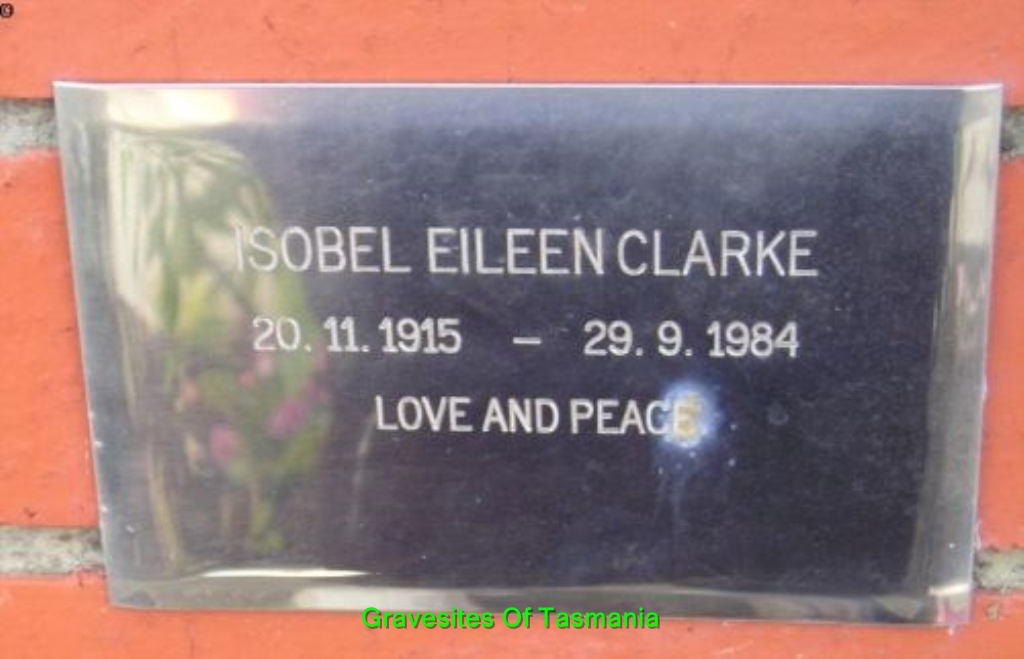 ISOBEL EILEEN CLARKE
20. 11. 1915 – 29. 9. 1984
LOVE AND PEACE
Gravesites Of Tasmania